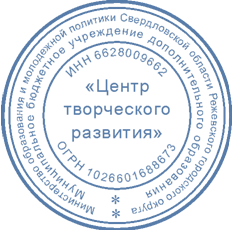 Министерство образования и молодежной политики Свердловской области Режевского городского округа
Муниципальное бюджетное учреждение дополнительного образования
ИНН 6628009662
«Центр
творческого
развития»
ОГРН 1026601688673
* *